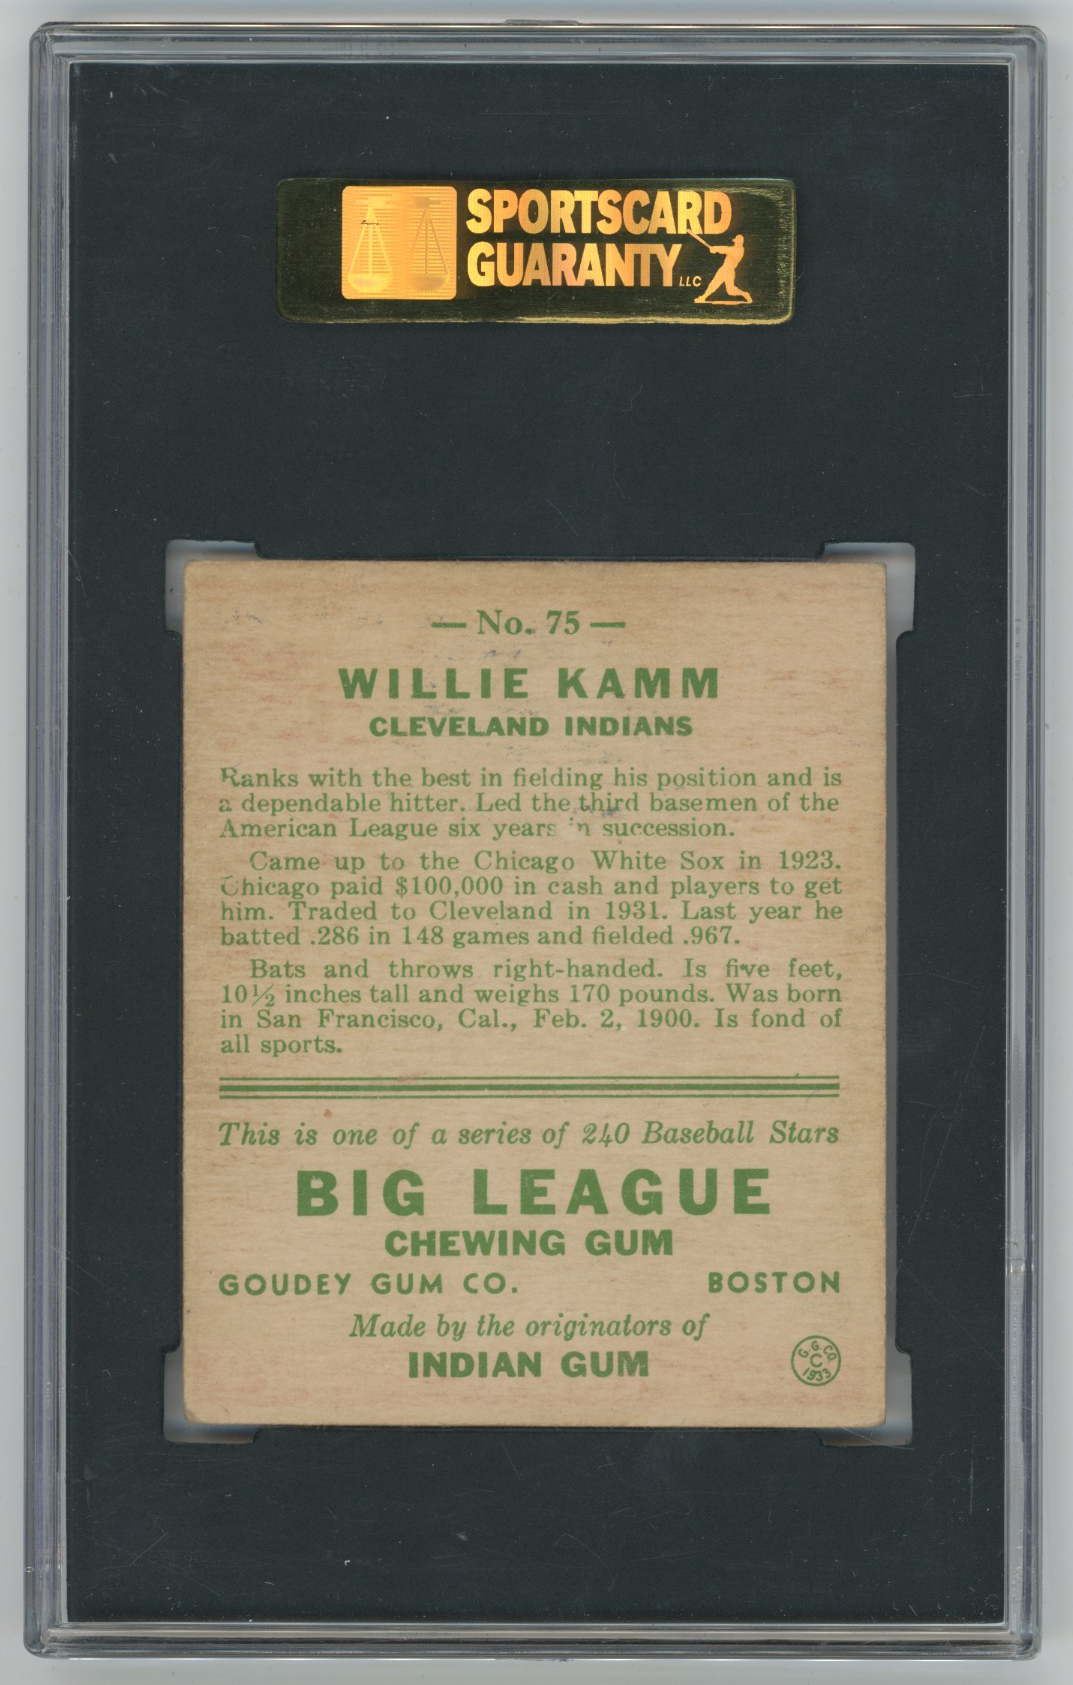 SPORTSCARD
GUARANTY LLC
— No. 75 —
WILLIE KAMM
CLEVELAND INDIANS
Ranks with the best in fielding his position and is
a dependable hitter. Led the third basemen of the
American League six years in succession.
Came up to the Chicago White Sox in 1923.
Chicago paid $100,000 in cash and players to get
him. Traded to Cleveland in 1931. Last year he
batted .286 in 148 games and fielded .967.
Bats and throws right-handed. Is five feet,
10½ inches tall and weighs 170 pounds. Was born
in San Francisco, Cal., Feb. 2, 1900. Is fond of
all sports.
This is one of a series of 240 Baseball Stars
BIG LEAGUE
CHEWING GUM
GOUDEY GUM CO. BOSTON
Made by the originators of
INDIAN GUM
G.G.CO.
C
1933